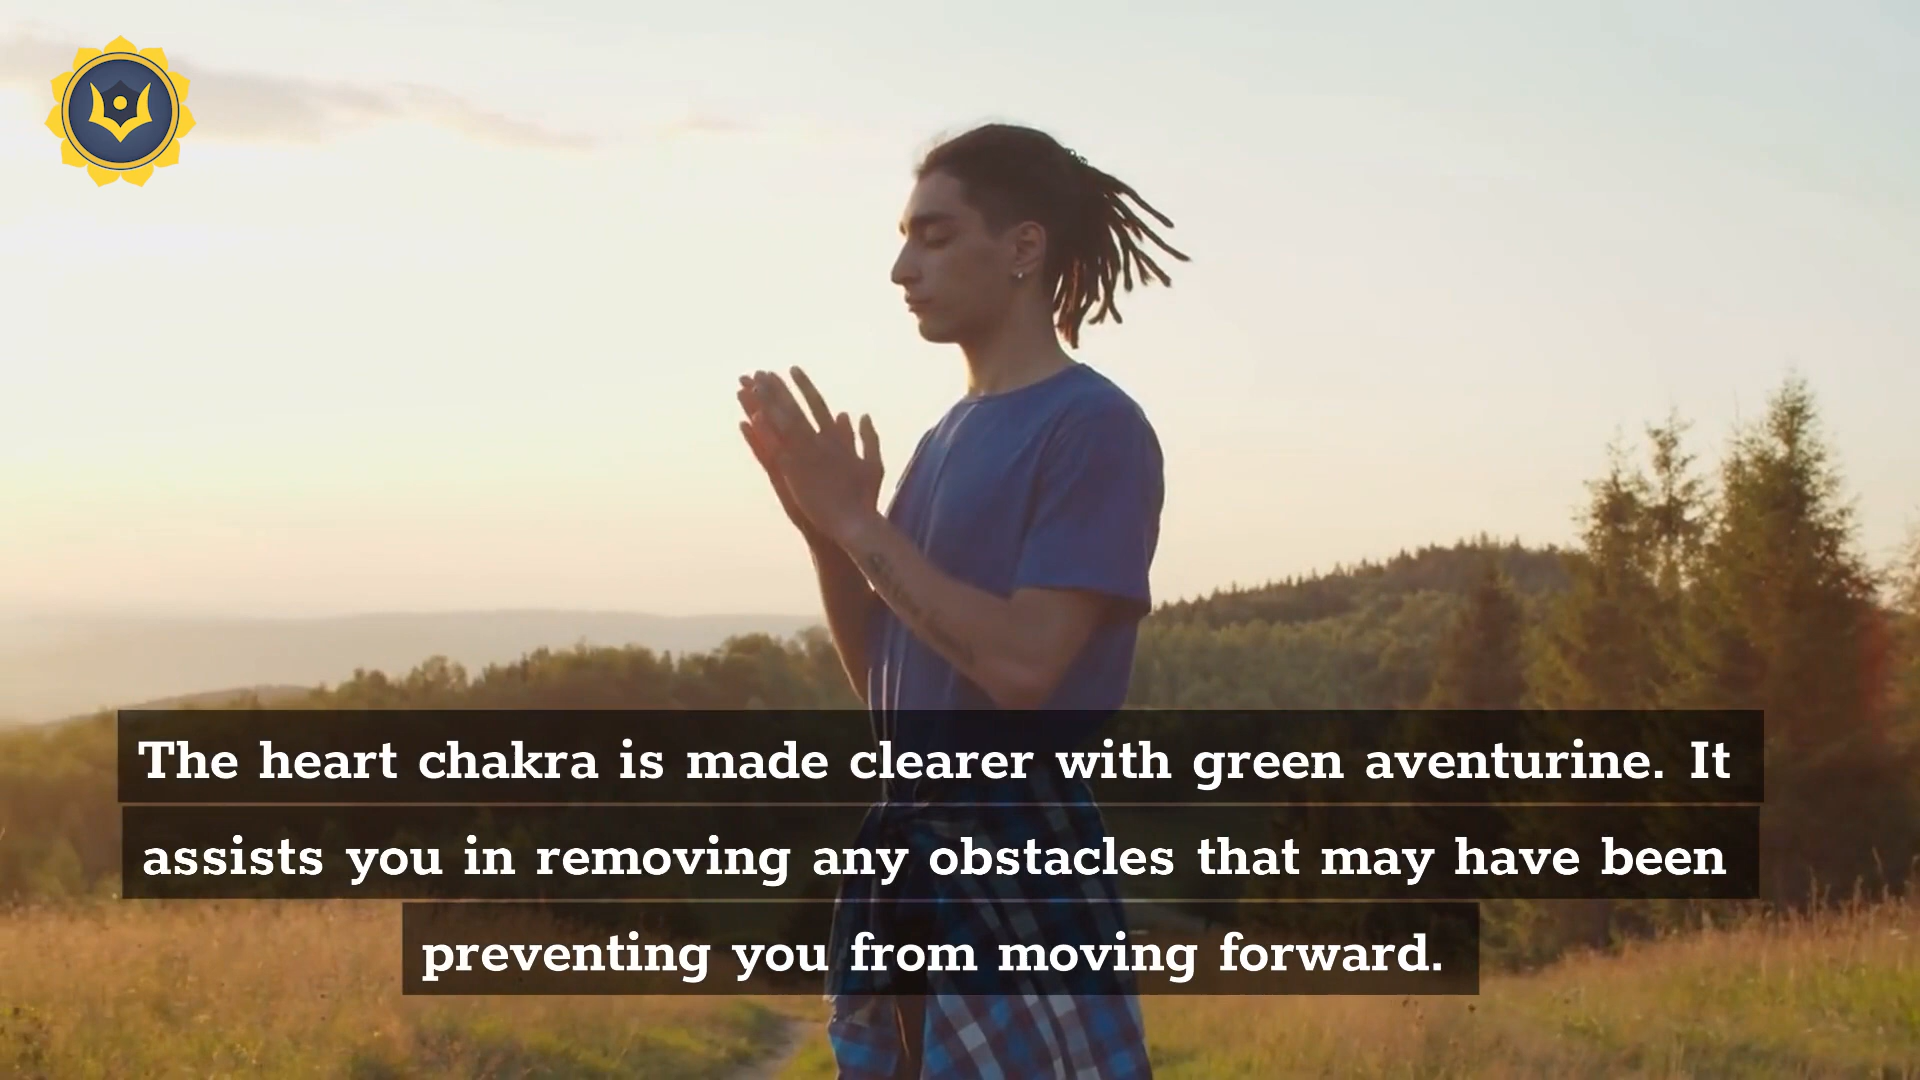 The heart chakra is made clearer with green aventurine. It
assists you in removing any obstacles that may have been
preventing you from moving forward.